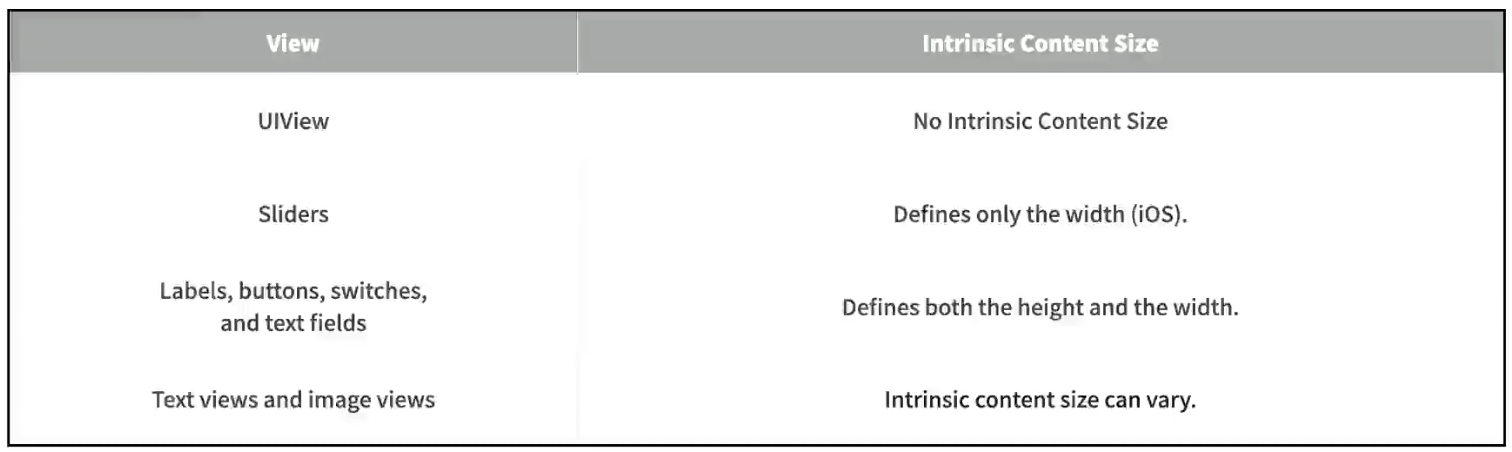 View
Intrinsic Content Size
UIView
No Intrinsic Content Size
Sliders
Defines only the width (iOS).
Labels, buttons, switches,
and text fields
Defines both the height and the width.
Text views and image views
Intrinsic content size can vary.